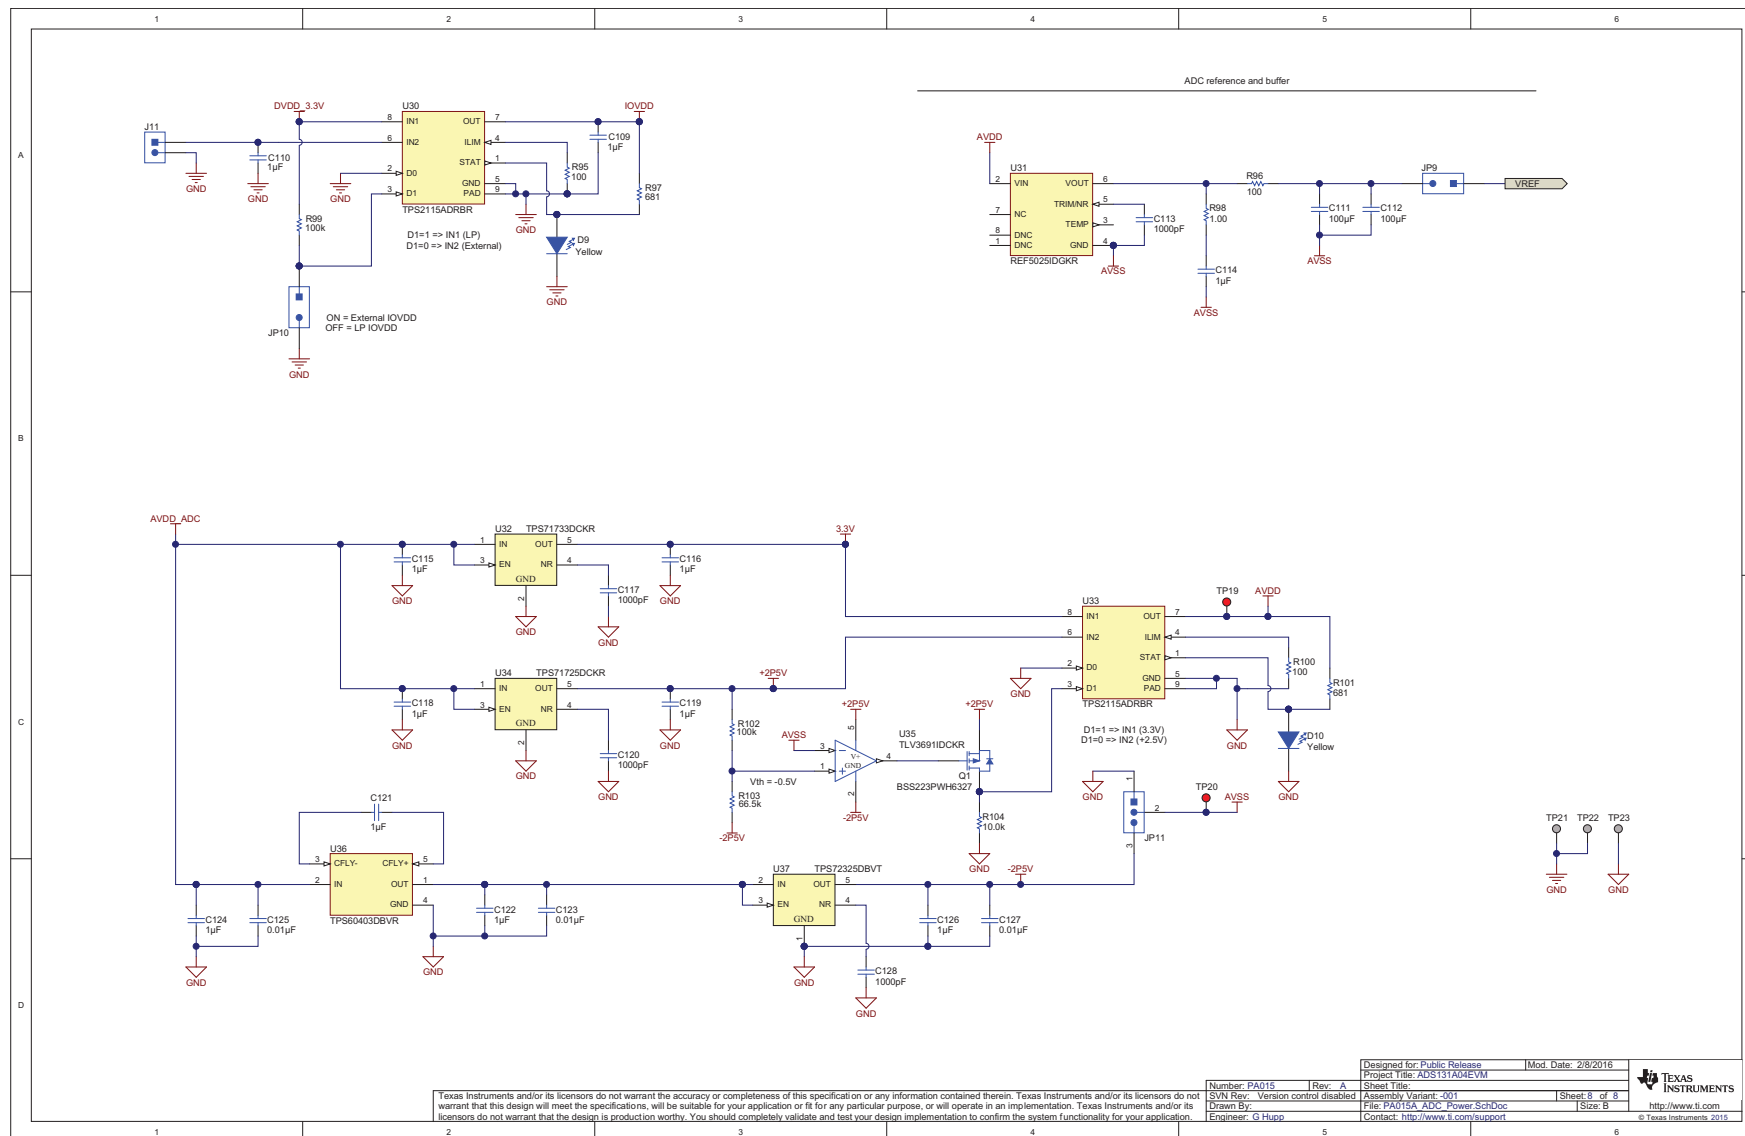 1 2 3 4 5 6
A
B
C
D
ADC reference and buffer
J11
C110
1µF
GND
GND
DVDD_3.3V
R99
100k
GND
JP10
ON = External IOVDD
OFF = LP IOVDD
GND
U30
8 IN1 OUT 7
6 IN2 ILIM 4
STAT 1
2 D0 GND 5
3 D1 PAD 9
TPS2115ADRBR
D1=1 => IN1 (LP)
D1=0 => IN2 (External)
IOVDD
C109
1µF
R95
100
R97
681
GND
D9
Yellow
GND
AVDD
U31
2 VIN VOUT 6
TRIM/NR 5
7 NC
TEMP 3
8 DNC
1 DNC GND 4
REF5025IDGKR
AVSS
C113
1000pF
R98
1.00
C114
1µF
AVSS
R96
100
C111
100µF
C112
100µF
AVSS
JP9
VREF
AVDD_ADC
C115
1µF
GND
U32 TPS71733DCKR
1 IN OUT 5
3 EN NR 4
GND
2
GND
C117
1000pF
GND
C116
1µF
GND
3.3V
C118
1µF
GND
U34 TPS71725DCKR
1 IN OUT 5
3 EN NR 4
GND
2
GND
C120
1000pF
GND
C119
1µF
GND
+2P5V
R102
100k
R103
66.5k
-2P5V
Vth = -0.5V
AVSS
+2P5V
5
3
1
V+
GND
4
2
-2P5V
U35
TLV3691IDCKR
+2P5V
Q1
BSS223PWH6327
R104
10.0k
GND
U33
8 IN1 OUT 7
6 IN2 ILIM 4
STAT 1
2 D0 GND 5
3 D1 PAD 9
TPS2115ADRBR
GND
D1=1 => IN1 (3.3V)
D1=0 => IN2 (+2.5V)
TP19
AVDD
R100
100
R101
681
GND
D10
Yellow
GND
GND
1
2
3
JP11
TP20
AVSS
TP21
TP22
TP23
GND
GND
C121
1µF
U36
3 CFLY- CFLY+ 5
2 IN OUT 1
GND 4
TPS60403DBVR
C124
1µF
C125
0.01µF
GND
C122
1µF
C123
0.01µF
GND
U37 TPS72325DBVT
2 IN OUT 5
3 EN NR 4
GND
1
GND
C128
1000pF
GND
C126
1µF
C127
0.01µF
-2P5V
Texas Instruments and/or its licensors do not warrant the accuracy or completeness of this specification or any information contained therein. Texas Instruments and/or its licensors do not
warrant that this design will meet the specifications, will be suitable for your application or fit for any particular purpose, or will operate in an implementation. Texas Instruments and/or its
licensors do not warrant that the design is production worthy. You should completely validate and test your design implementation to confirm the system functionality for your application.
Number: PA015 Rev: A
SVN Rev: Version control disabled
Drawn By:
Engineer: G Hupp
Designed for: Public Release Mod. Date: 2/8/2016
Project Title: ADS131A04EVM
Sheet Title:
Assembly Variant: -001 Sheet: 8 of 8
File: PA015A_ADC_Power.SchDoc Size: B
Contact: http://www.ti.com/support
TEXAS
INSTRUMENTS
http://www.ti.com
© Texas Instruments 2015
1 2 3 4 5 6